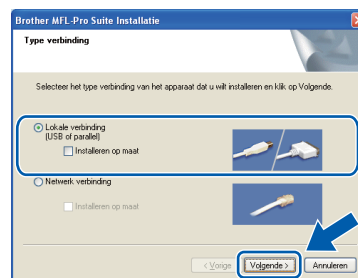 Brother MFL-Pro Suite Installatie
Type verbinding
Selecteer het type verbinding van het apparaat dat u wilt installeren en klik op Volgende.
Lokale verbinding
(USB of parallel)
Installeren op maat
Netwerk verbinding
Installeren op maat
< Vorige
Volgende >
Annuleren